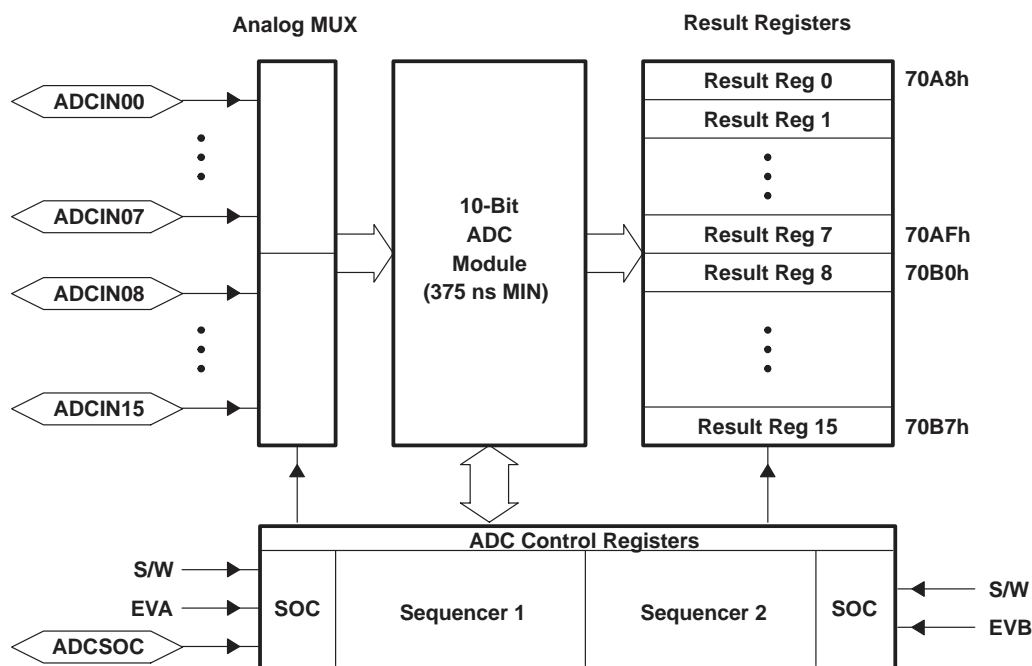 Analog MUX
Result Registers
ADCIN00
ADCIN07
ADCIN08
ADCIN15
10-Bit
ADC
Module
(375 ns MIN)
Result Reg 0
70A8h
Result Reg 1
Result Reg 7
70AFh
Result Reg 8
70B0h
Result Reg 15
70B7h
ADC Control Registers
S/W
EVA
ADCSOC
SOC
Sequencer 1
Sequencer 2
SOC
S/W
EVB